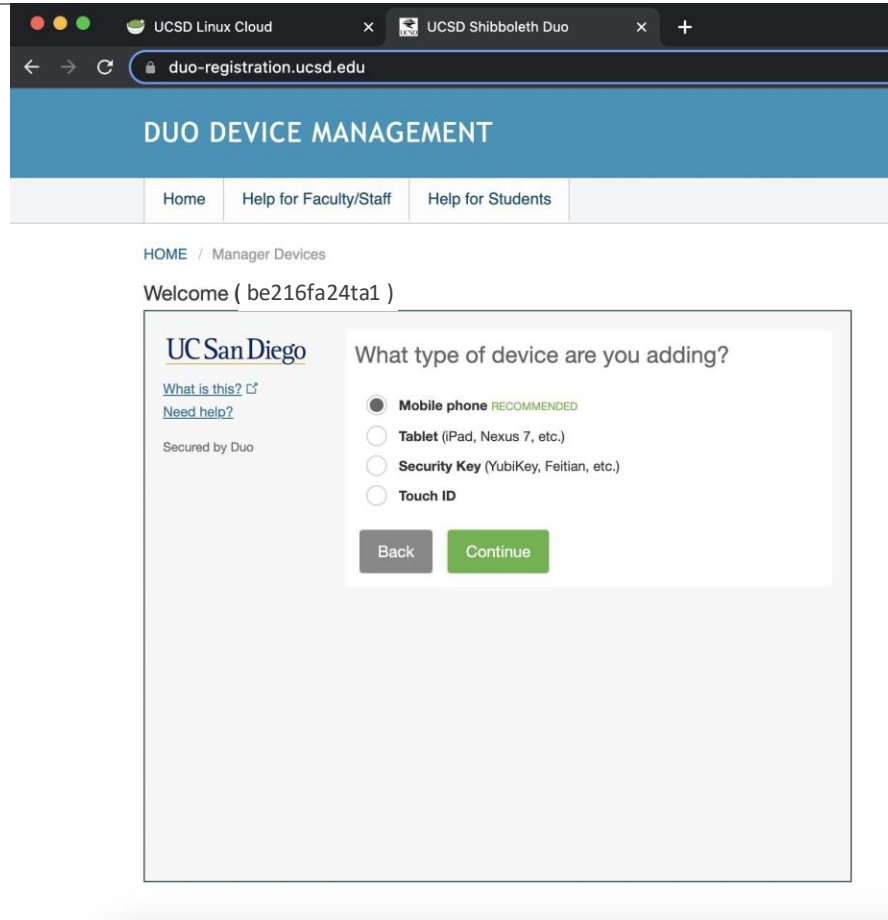 UCSD Linux Cloud
UCSD Shibboleth Duo
duo-registration.ucsd.edu
DUO DEVICE MANAGEMENT
Home Help for Faculty/Staff Help for Students
HOME / Manager Devices
Welcome ( be216fa24ta1 )
UC San Diego
What is this?
Need help?
Secured by Duo
What type of device are you adding?
Mobile phone RECOMMENDED
Tablet (iPad, Nexus 7, etc.)
Security Key (YubiKey, Feitian, etc.)
Touch ID
Back Continue